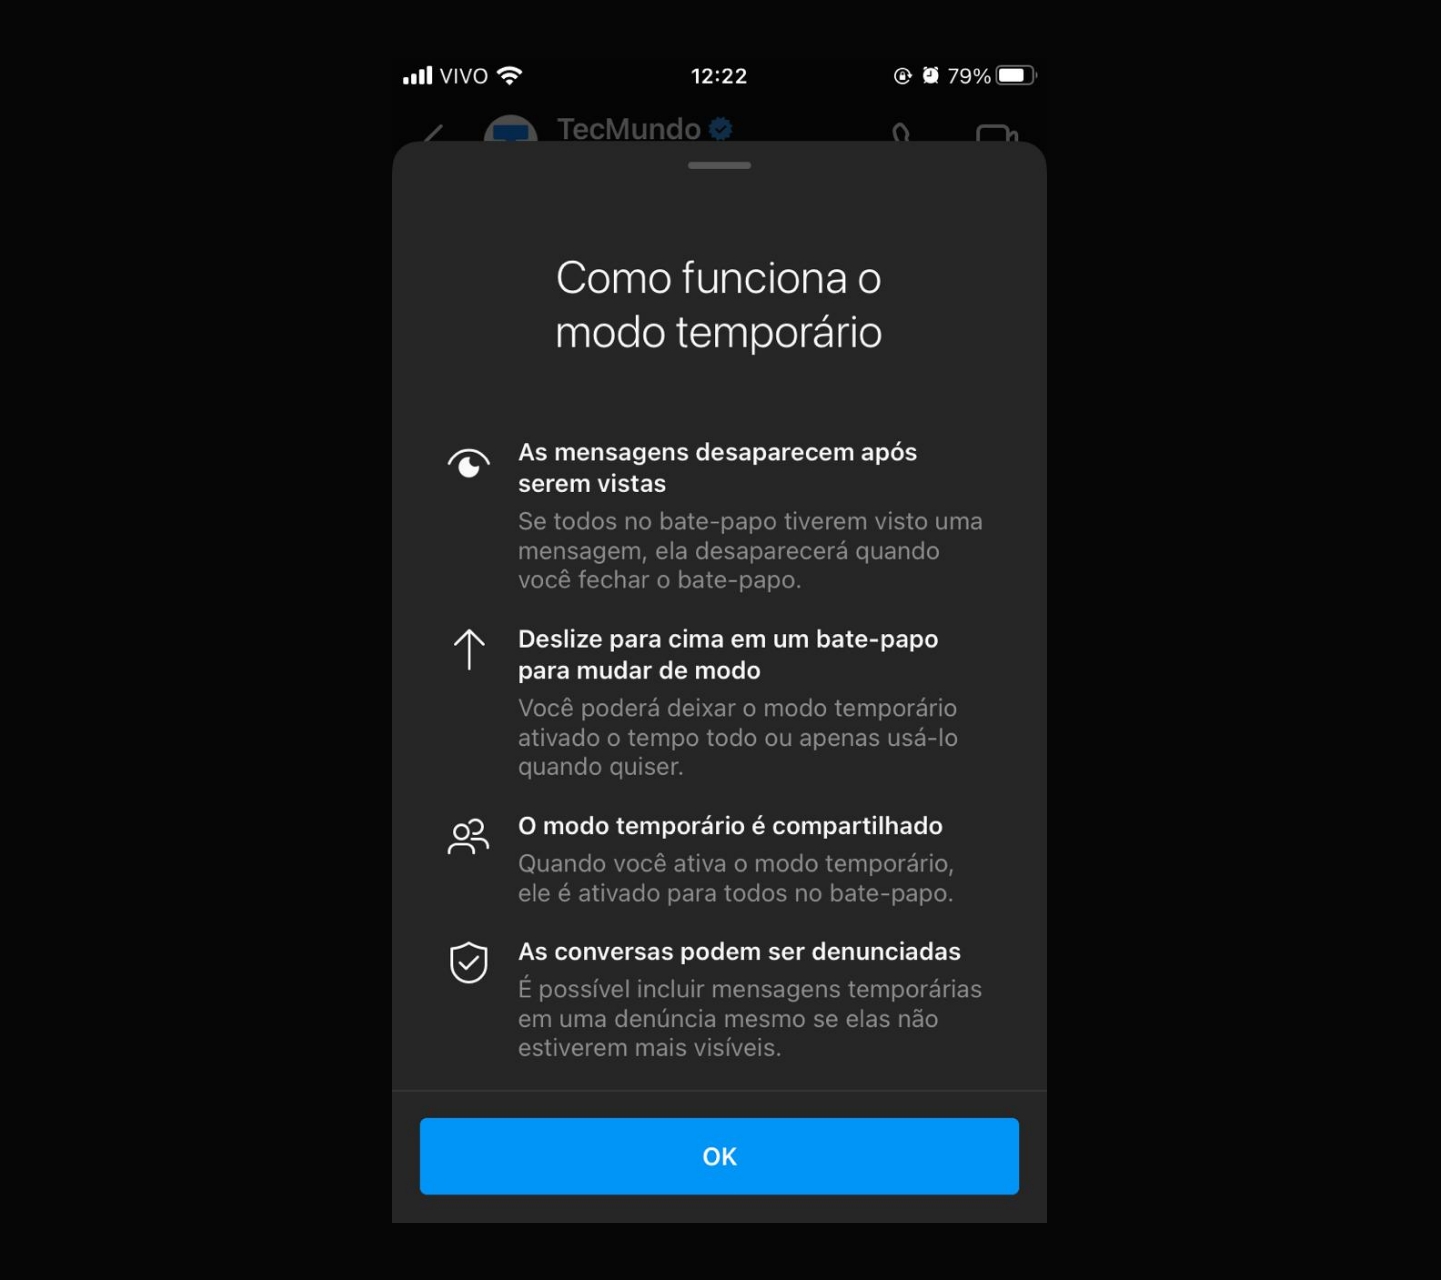 VIVO 12:22 79%
TecMundo
Como funciona o
modo temporário
As mensagens desaparecem após
serem vistas
Se todos no bate-papo tiverem visto uma
mensagem, ela desaparecerá quando
você fechar o bate-papo.
Deslize para cima em um bate-papo
para mudar de modo
Você poderá deixar o modo temporário
ativado o tempo todo ou apenas usá-lo
quando quiser.
O modo temporário é compartilhado
Quando você ativa o modo temporário,
ele é ativado para todos no bate-papo.
As conversas podem ser denunciadas
É possível incluir mensagens temporárias
em uma denúncia mesmo se elas não
estiverem mais visíveis.
OK